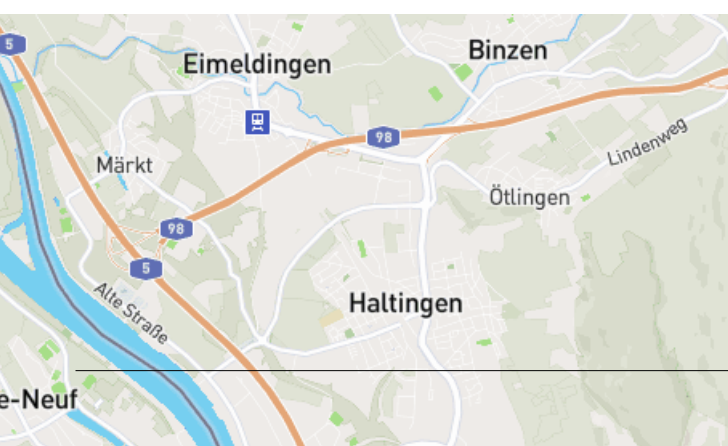 5
Eimeldingen
Binzen
98
Lindenweg
Märkt
Ötlingen
98
5
Alte Straße
Haltingen
e-Neuf